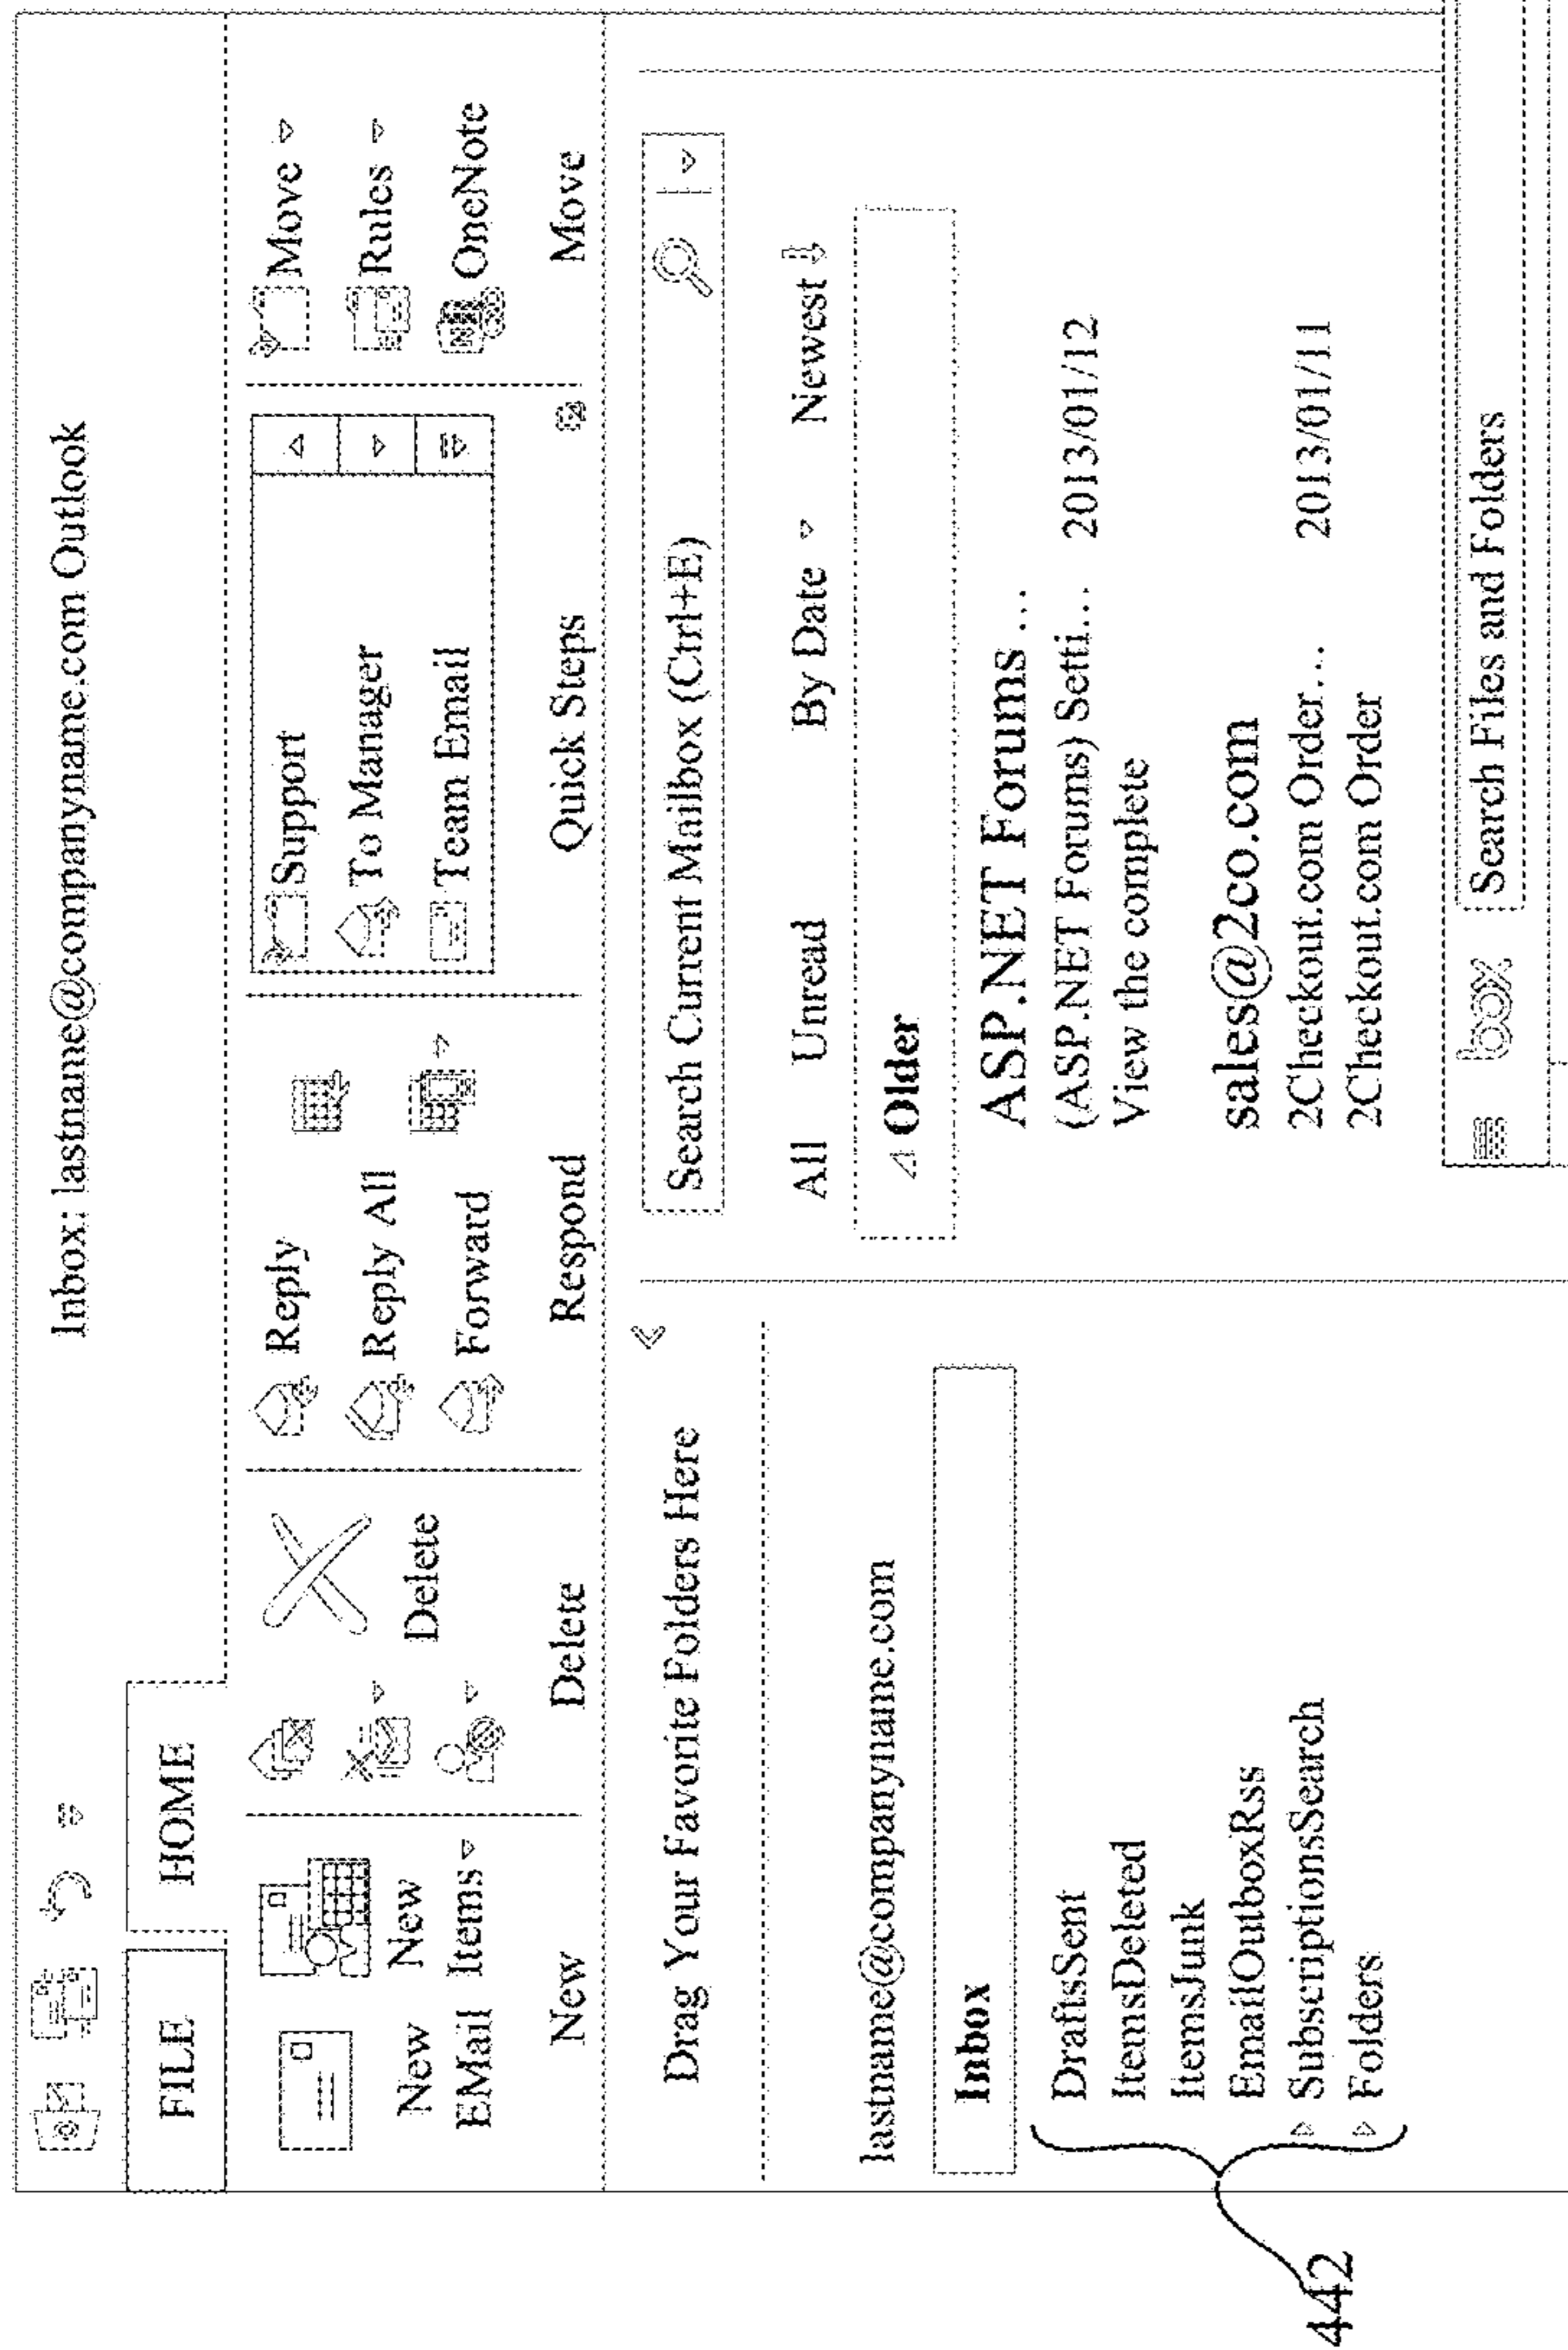 Inbox: lastname@companyname.com Outlook
FILE HOME
New EMail
New Items
New
Delete
Delete
Reply
Reply All
Forward
Respond
Support
To Manager
Team Email
Quick Steps
Move
Rules
OneNote
Move
Drag Your Favorite Folders Here
lastname@companyname.com
Inbox
DraftsSent
ItemsDeleted
ItemsJunk
EmailOutboxRss
SubscriptionsSearch
Folders
442
Search Current Mailbox (Ctrl+E)
All Unread By Date Newest
Older
ASP.NET Forums ...
(ASP.NET Forums) Setti... 2013/01/12
View the complete
sales@2co.com
2Checkout.com Order... 2013/01/11
2Checkout.com Order
box Search Files and Folders